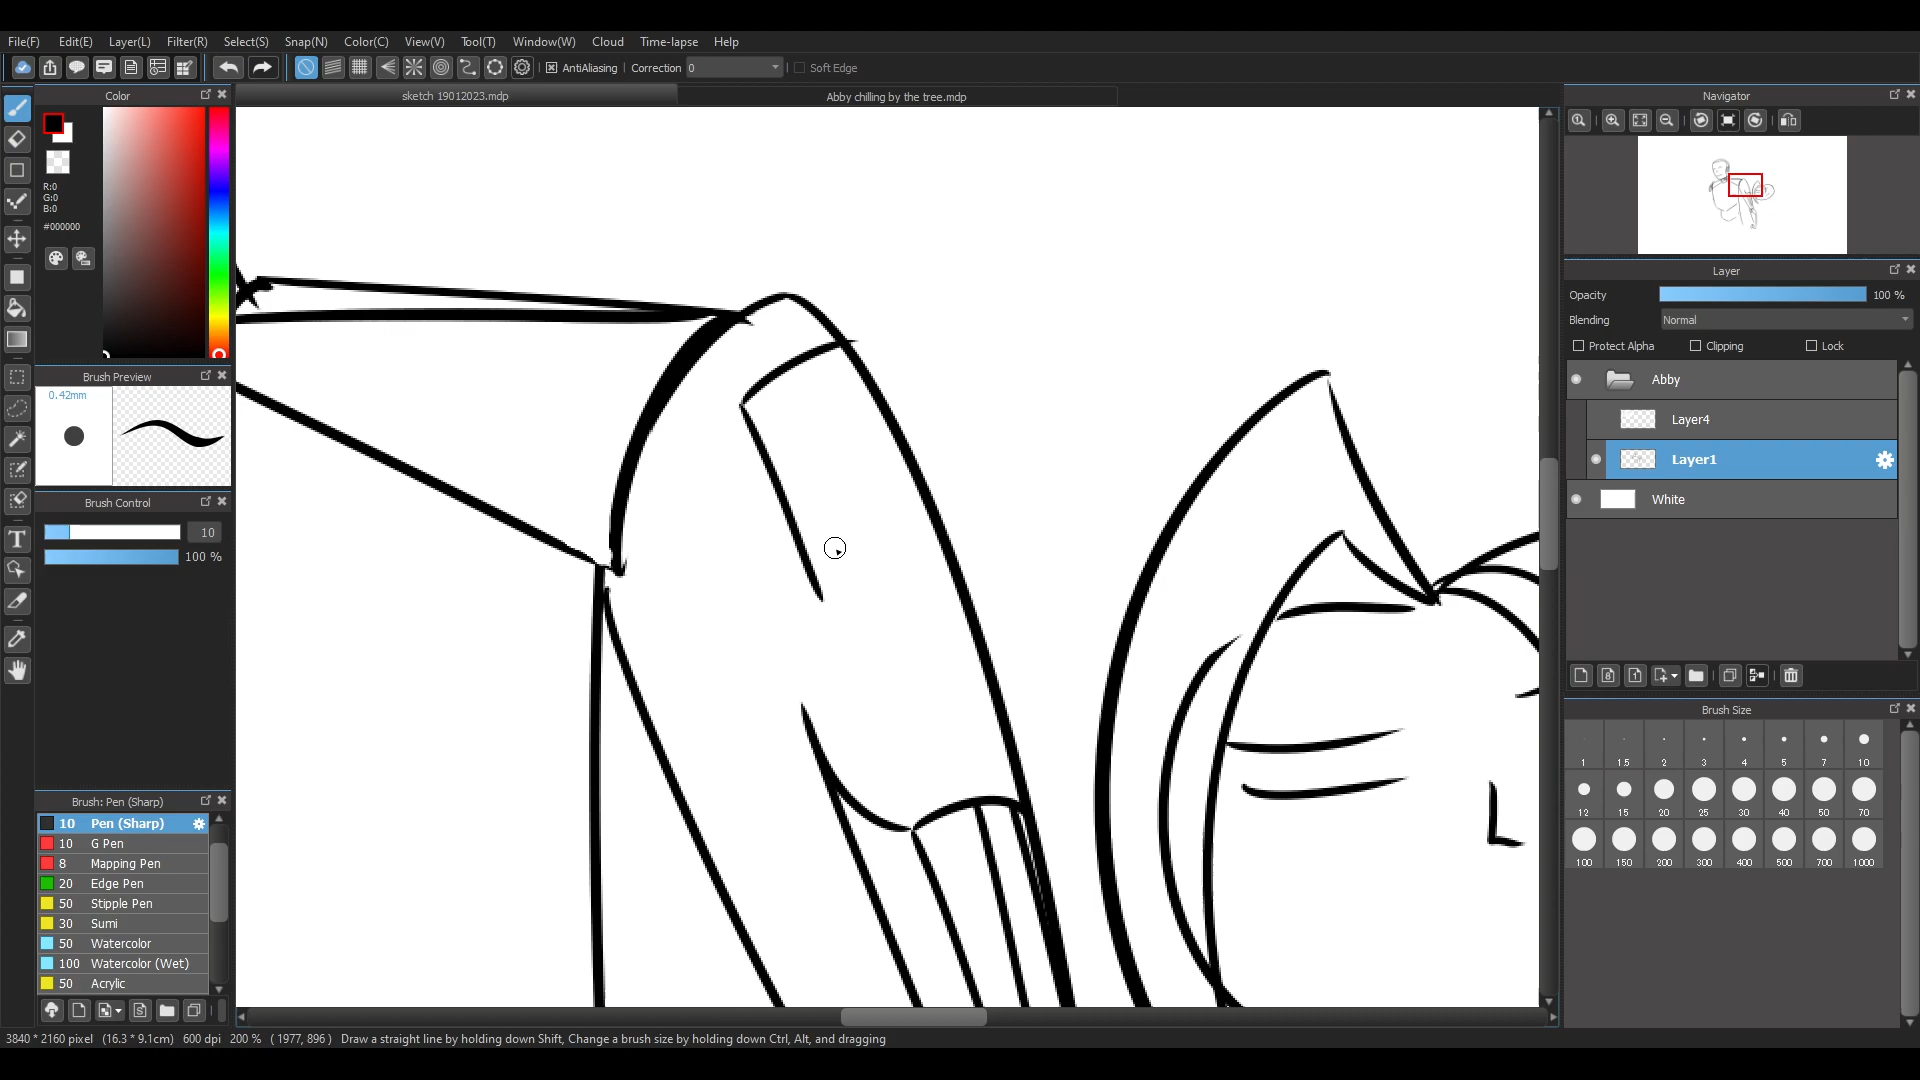 File(F) Edit(E) Layer(L) Filter(R) Select(S) Snap(N) Color(C) View(V) Tool(T) Window(W) Cloud Time-lapse Help
AntiAliasing Correction 0 Soft Edge
Color
sketch 19012023.mdp
Abby chilling by the tree.mdp
Navigator
R:0
G:0
B:0
#000000
Layer
Opacity 100 %
Blending Normal
Protect Alpha Clipping Lock
Abby
Layer4
Layer1
White
Brush Preview
0.42mm
Brush Control
10
100 %
Brush Size
1 1.5 2 3 4 5 7 10
12 15 20 25 30 40 50 70
100 150 200 300 400 500 700 1000
Brush: Pen (Sharp)
10 Pen (Sharp)
10 G Pen
8 Mapping Pen
20 Edge Pen
50 Stipple Pen
30 Sumi
50 Watercolor
100 Watercolor (Wet)
50 Acrylic
3840 * 2160 pixel (16.3 * 9.1cm) 600 dpi 200 % ( 1977, 896 ) Draw a straight line by holding down Shift, Change a brush size by holding down Ctrl, Alt, and dragging